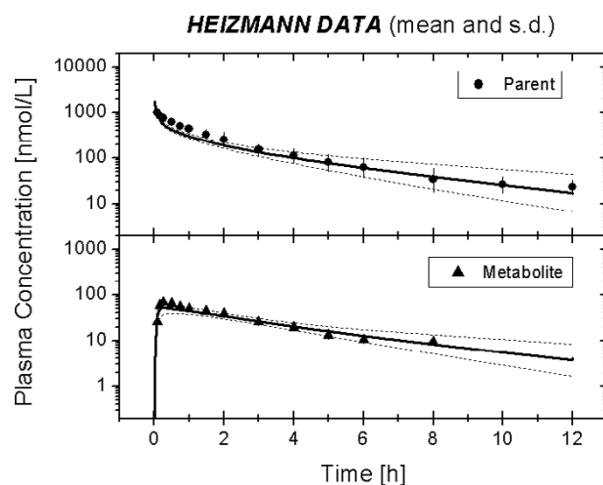 HEIZMANN DATA (mean and s.d.)
10000
Parent
1000
100
10
1000
Metabolite
100
10
1
0 2 4 6 8 10 12
Plasma Concentration [nmol/L]
Time [h]